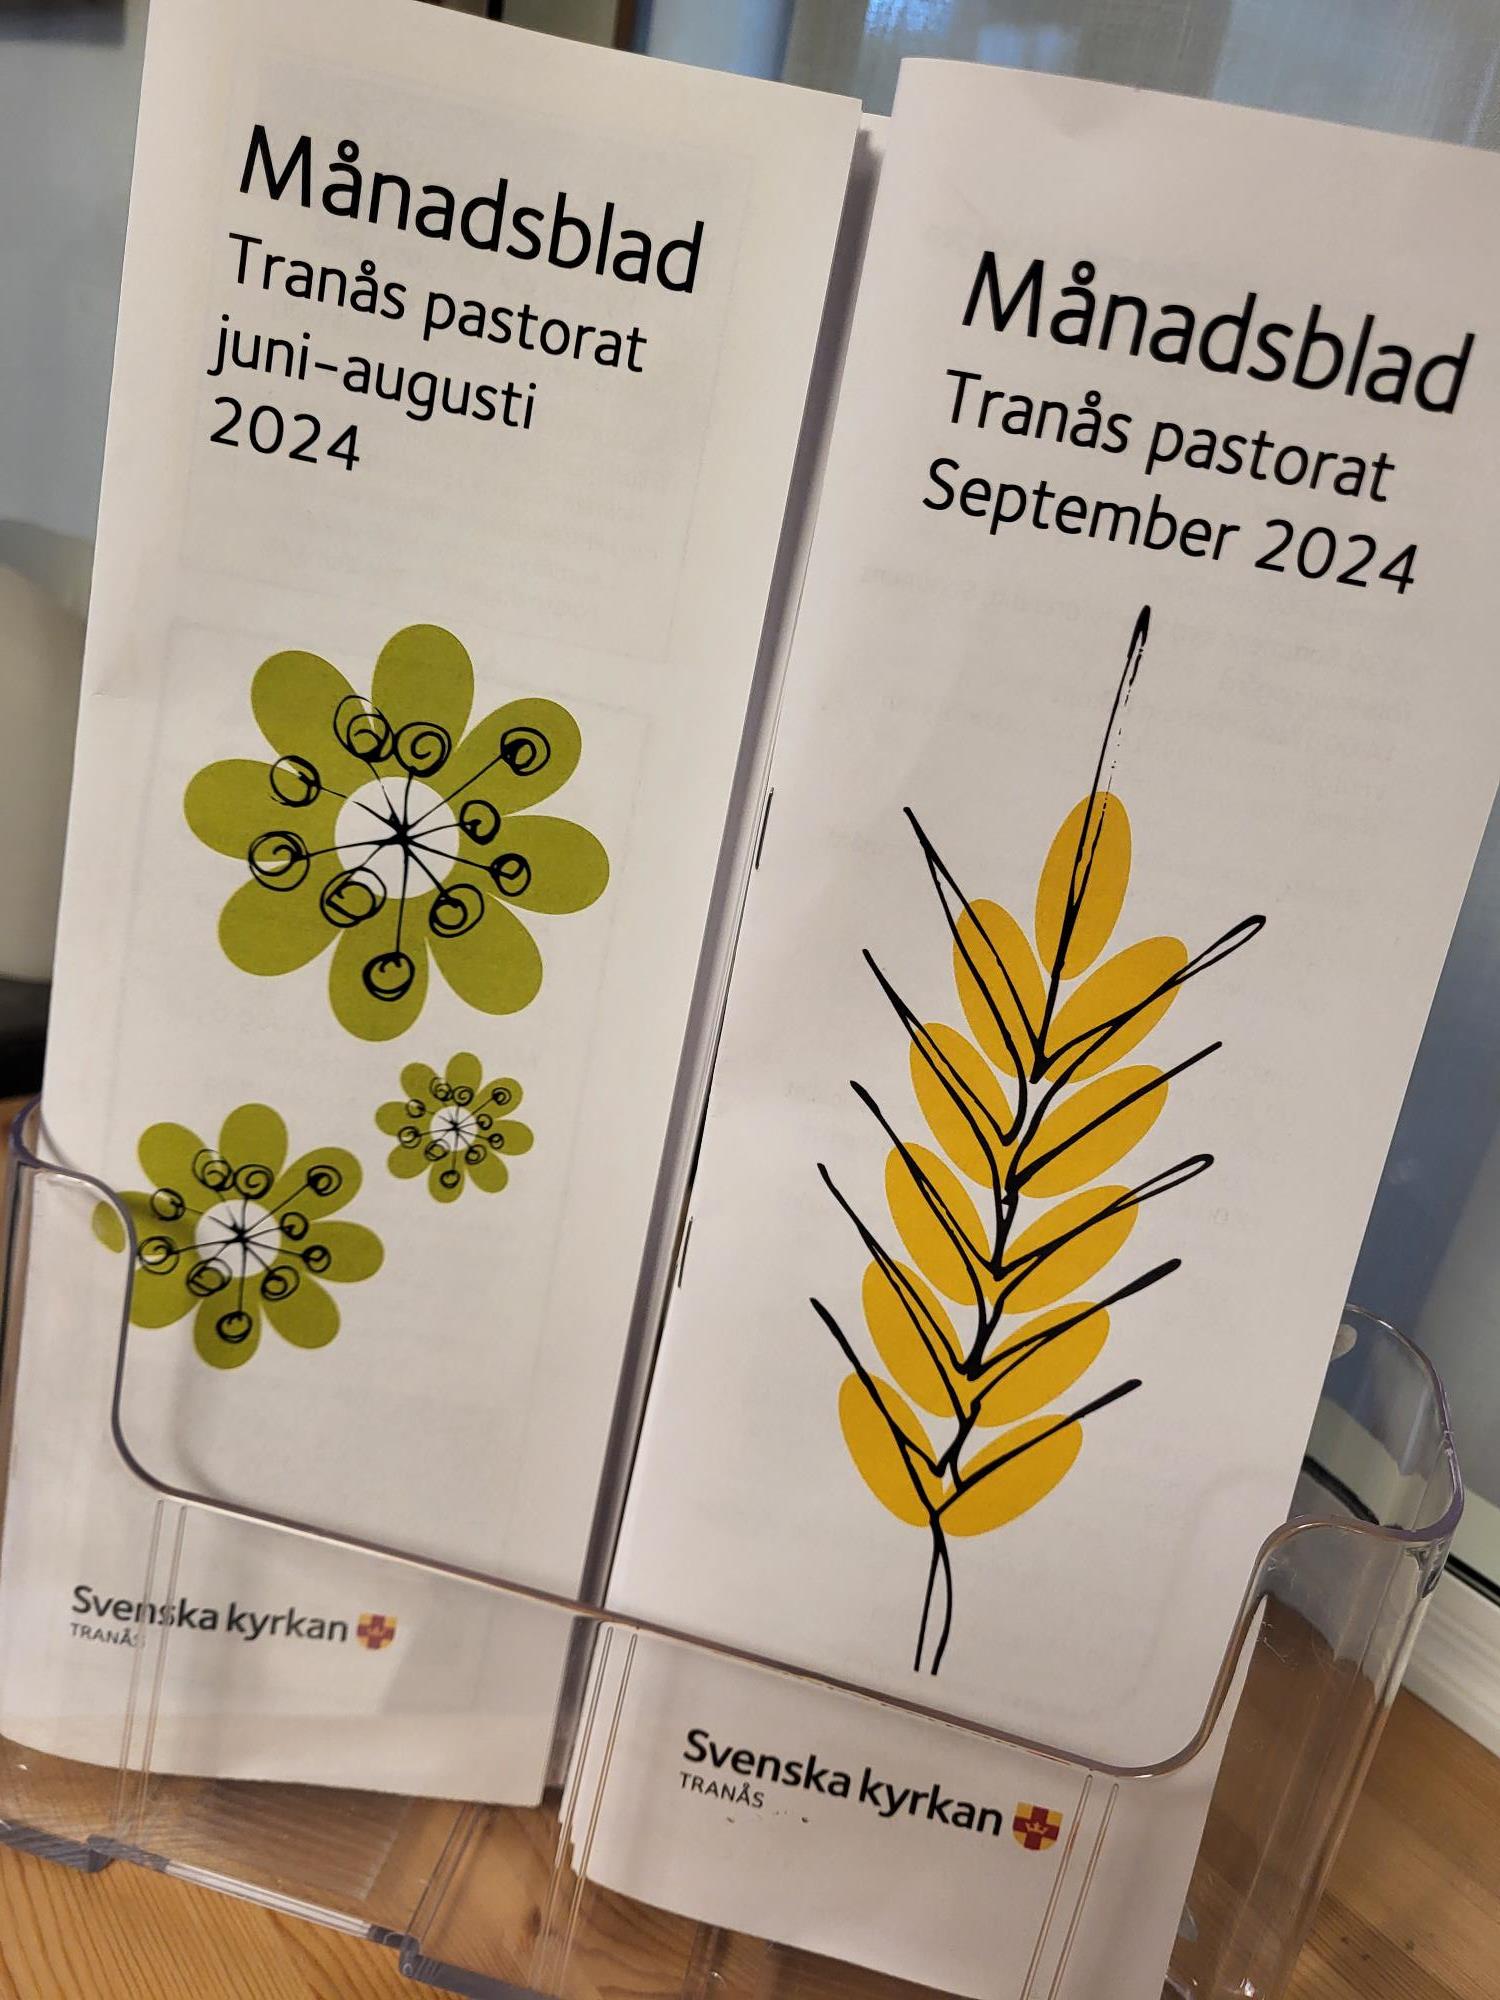 Månadsblad
Tranås pastorat
juni–augusti
2024
Svenska kyrkan
TRANÅS
Månadsblad
Tranås pastorat
September 2024
Svenska kyrkan
TRANÅS